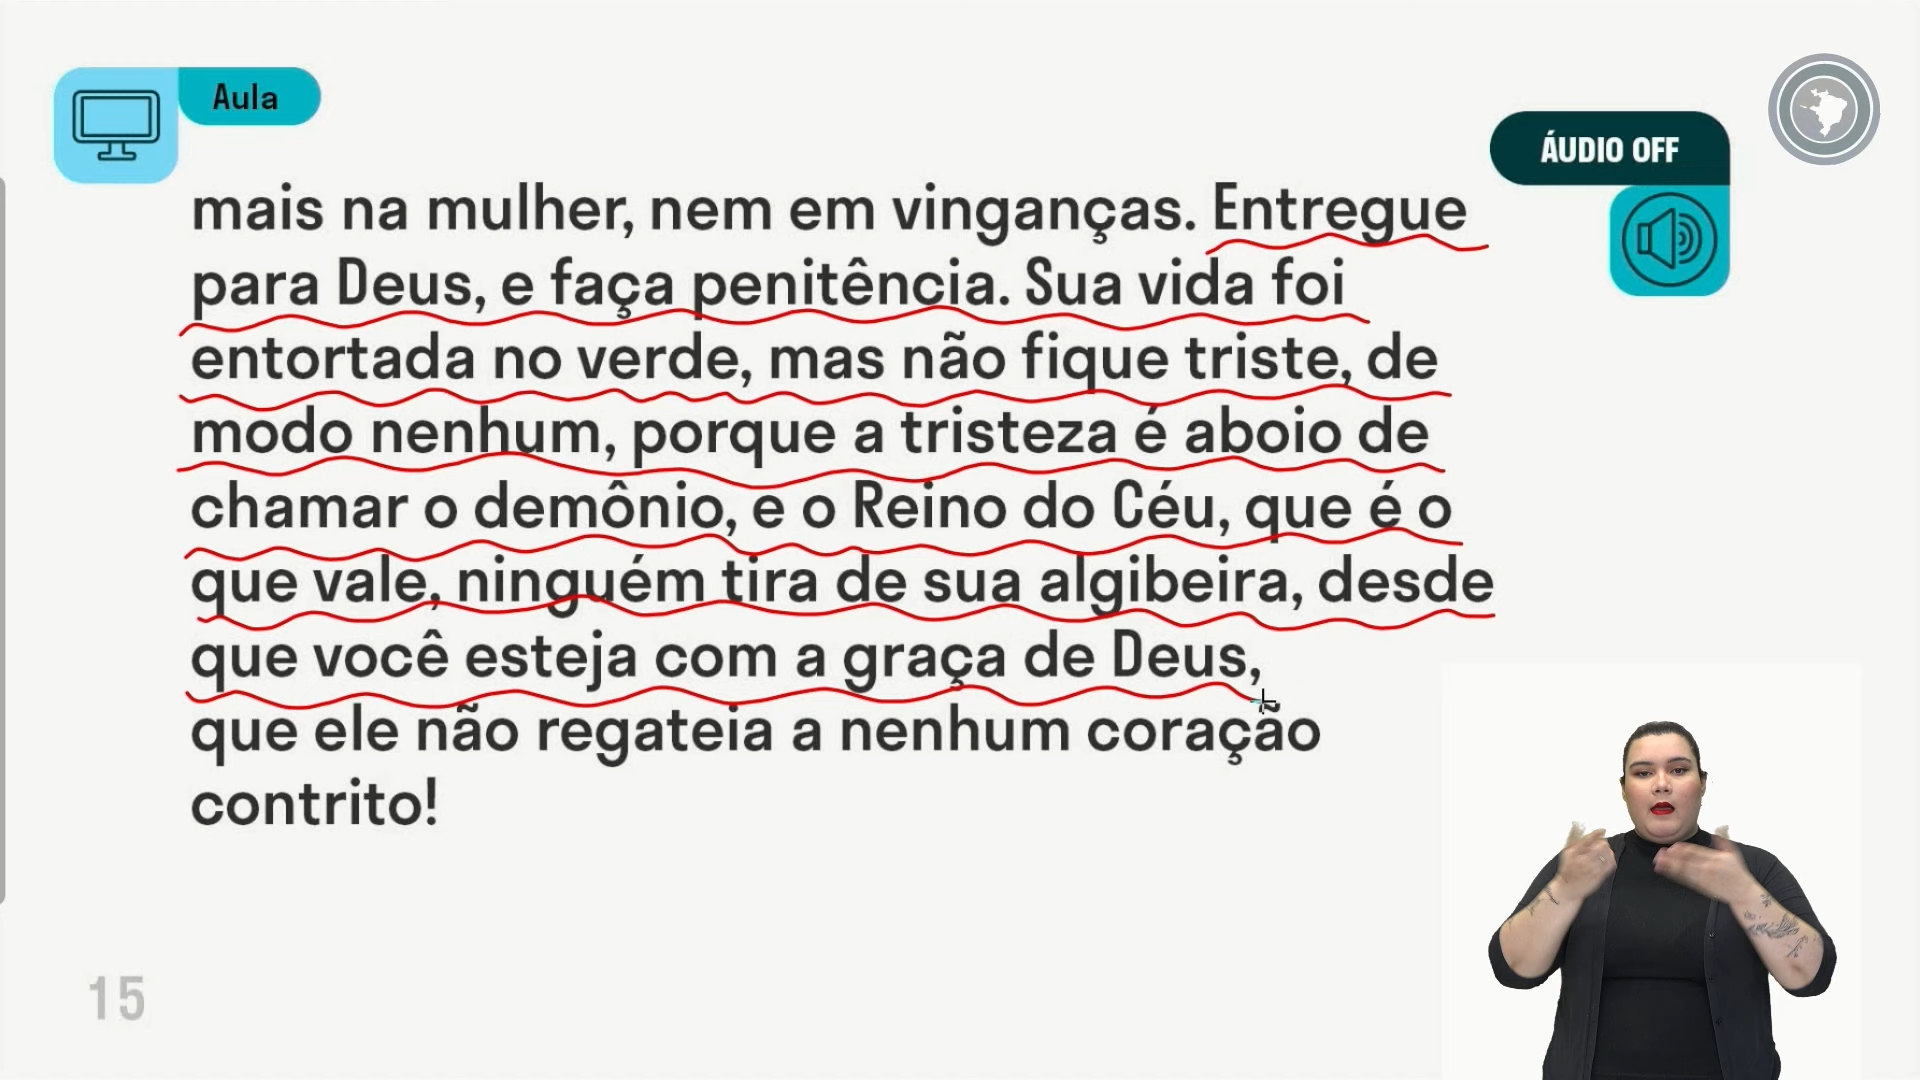 Aula
ÁUDIO OFF
mais na mulher, nem em vinganças. Entregue
para Deus, e faça penitência. Sua vida foi
entortada no verde, mas não fique triste, de
modo nenhum, porque a tristeza é aboio de
chamar o demônio, e o Reino do Céu, que é o
que vale, ninguém tira de sua algibeira, desde
que você esteja com a graça de Deus,
que ele não regateia a nenhum coração
contrito!
15